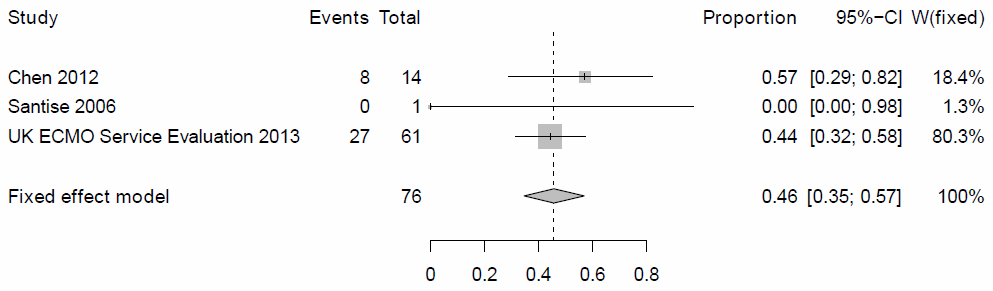 Study Events Total Proportion 95%−CI W(fixed)
Chen 2012 8 14 0.57 [0.29; 0.82] 18.4%
Santise 2006 0 1 0.00 [0.00; 0.98] 1.3%
UK ECMO Service Evaluation 2013 27 61 0.44 [0.32; 0.58] 80.3%
Fixed effect model 76 0.46 [0.35; 0.57] 100%
0 0.2 0.4 0.6 0.8